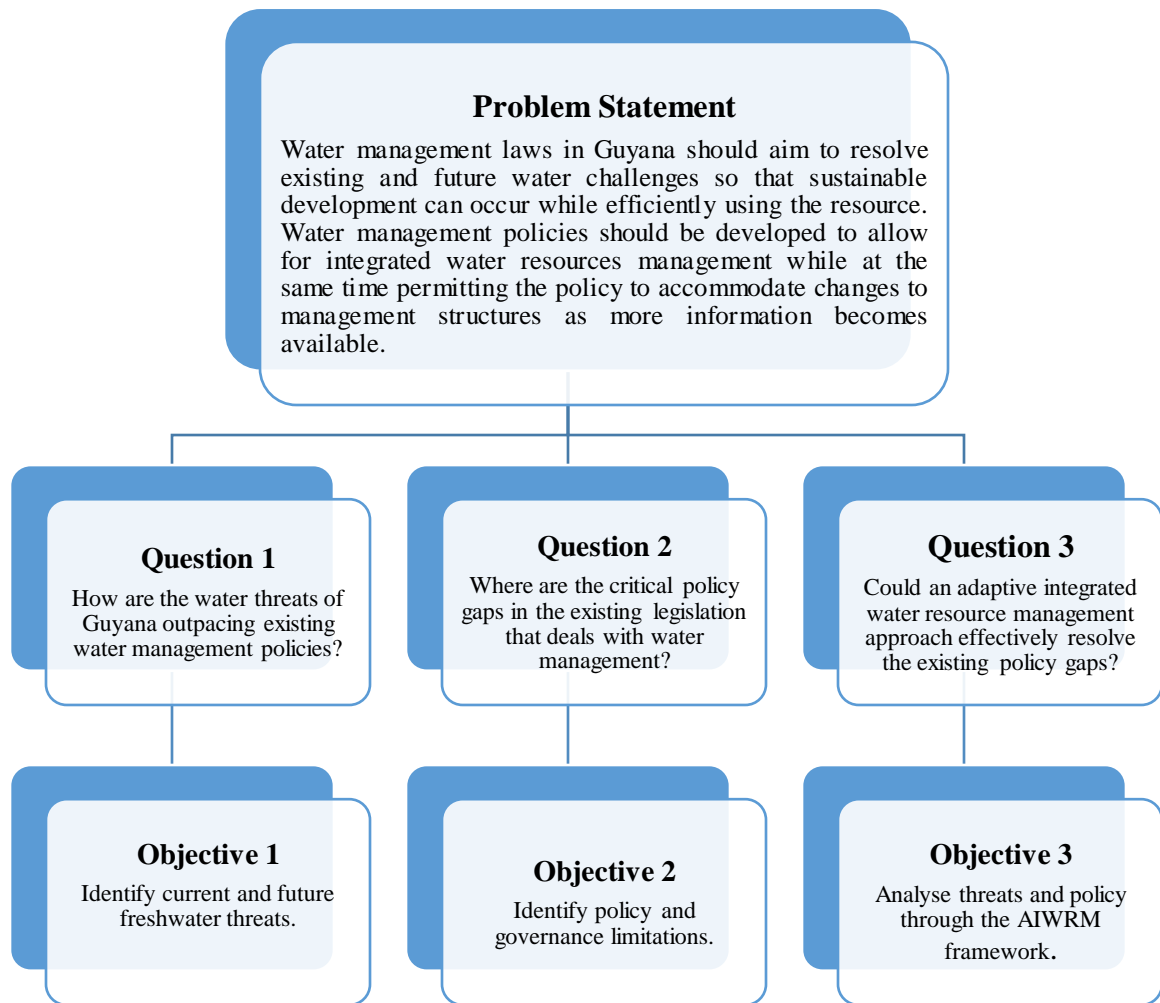 Problem Statement
Water management laws in Guyana should aim to resolve
existing and future water challenges so that sustainable
development can occur while efficiently using the resource.
Water management policies should be developed to allow
for integrated water resources management while at the
same time permitting the policy to accommodate changes to
management structures as more information becomes
available.
Question 1
How are the water threats of
Guyana outpacing existing
water management policies?
Question 2
Where are the critical policy
gaps in the existing legislation
that deals with water
management?
Question 3
Could an adaptive integrated
water resource management
approach effectively resolve
the existing policy gaps?
Objective 1
Identify current and future
freshwater threats.
Objective 2
Identify policy and
governance limitations.
Objective 3
Analyse threats and policy
through the AIWRM
framework.